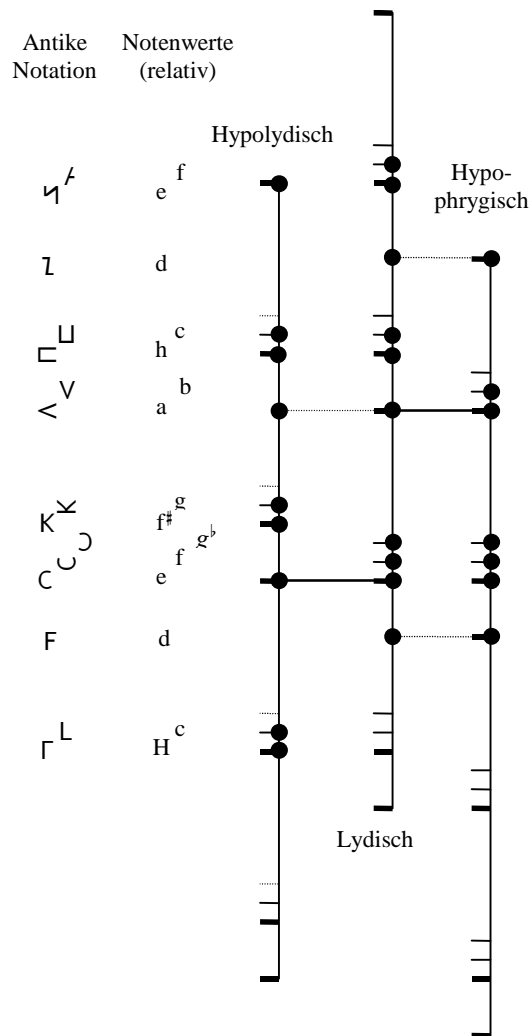 Antike Notenwerte
Notation (relativ)
Hypolydisch
Hypo-
phrygisch
e f
d
h c
a b
K f♯ g
C e f g♭
F d
Γ L H c
Lydisch